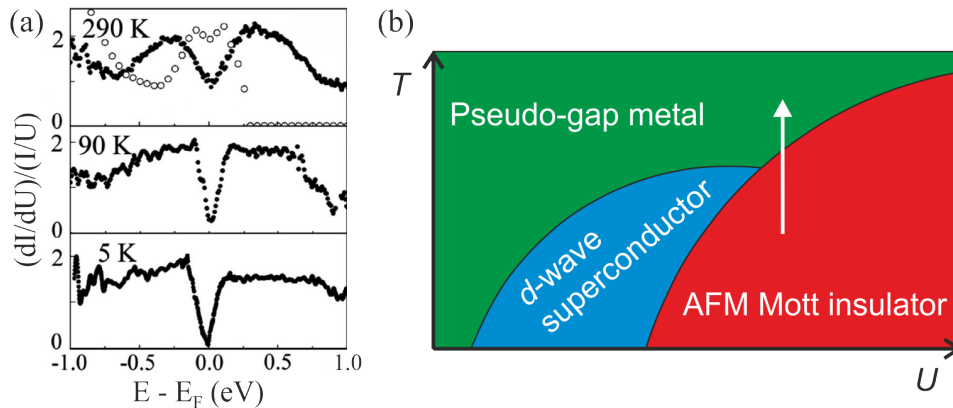 (a)
290 K
2
0
90 K
2
0
5 K
2
0
-1.0
-0.5
0.0
0.5
1.0
E - E_F (eV)
(dI/dU)/(I/U)
(b)
T
Pseudo-gap metal
d-wave
superconductor
AFM Mott insulator
U